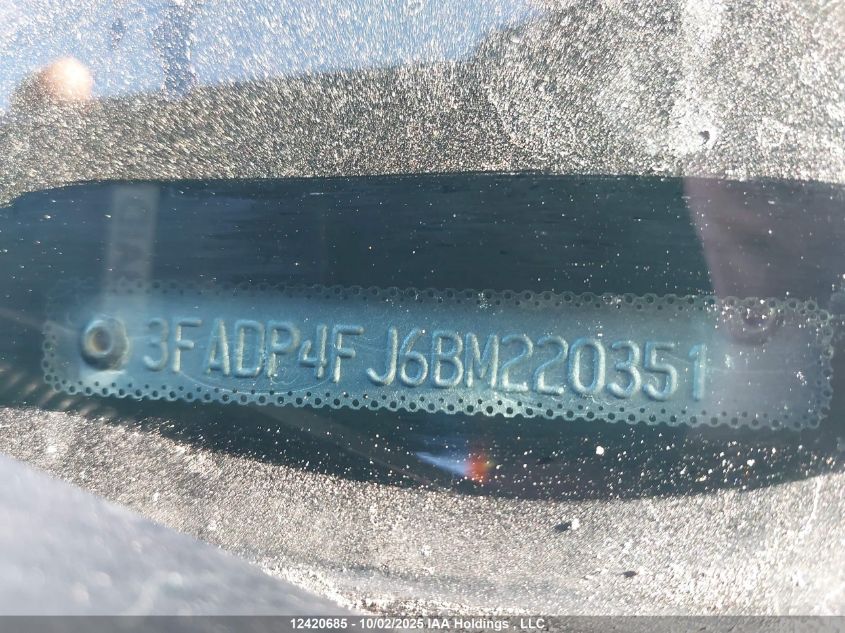 3FADP4FJ6BM220351
12420685 - 10/02/2025 IAA Holdings , LLC